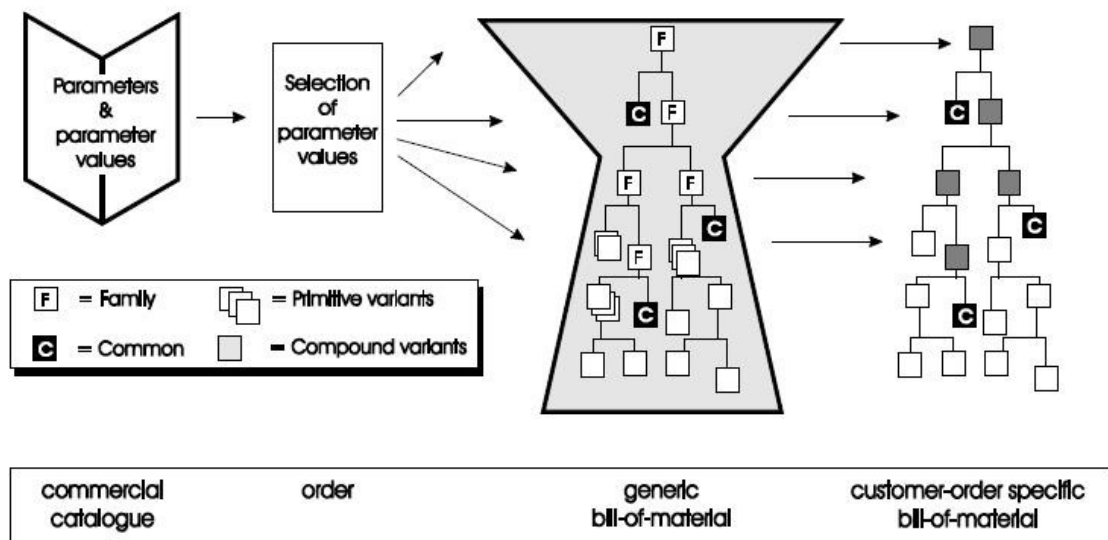 Parameters
&
parameter
values
Selection
of
parameter
values
F
C
F
F
F
C
F
C
C
C
C
F = Family
= Primitive variants
C = Common
= Compound variants
commercial
catalogue
order
generic
bill-of-material
customer-order specific
bill-of-material